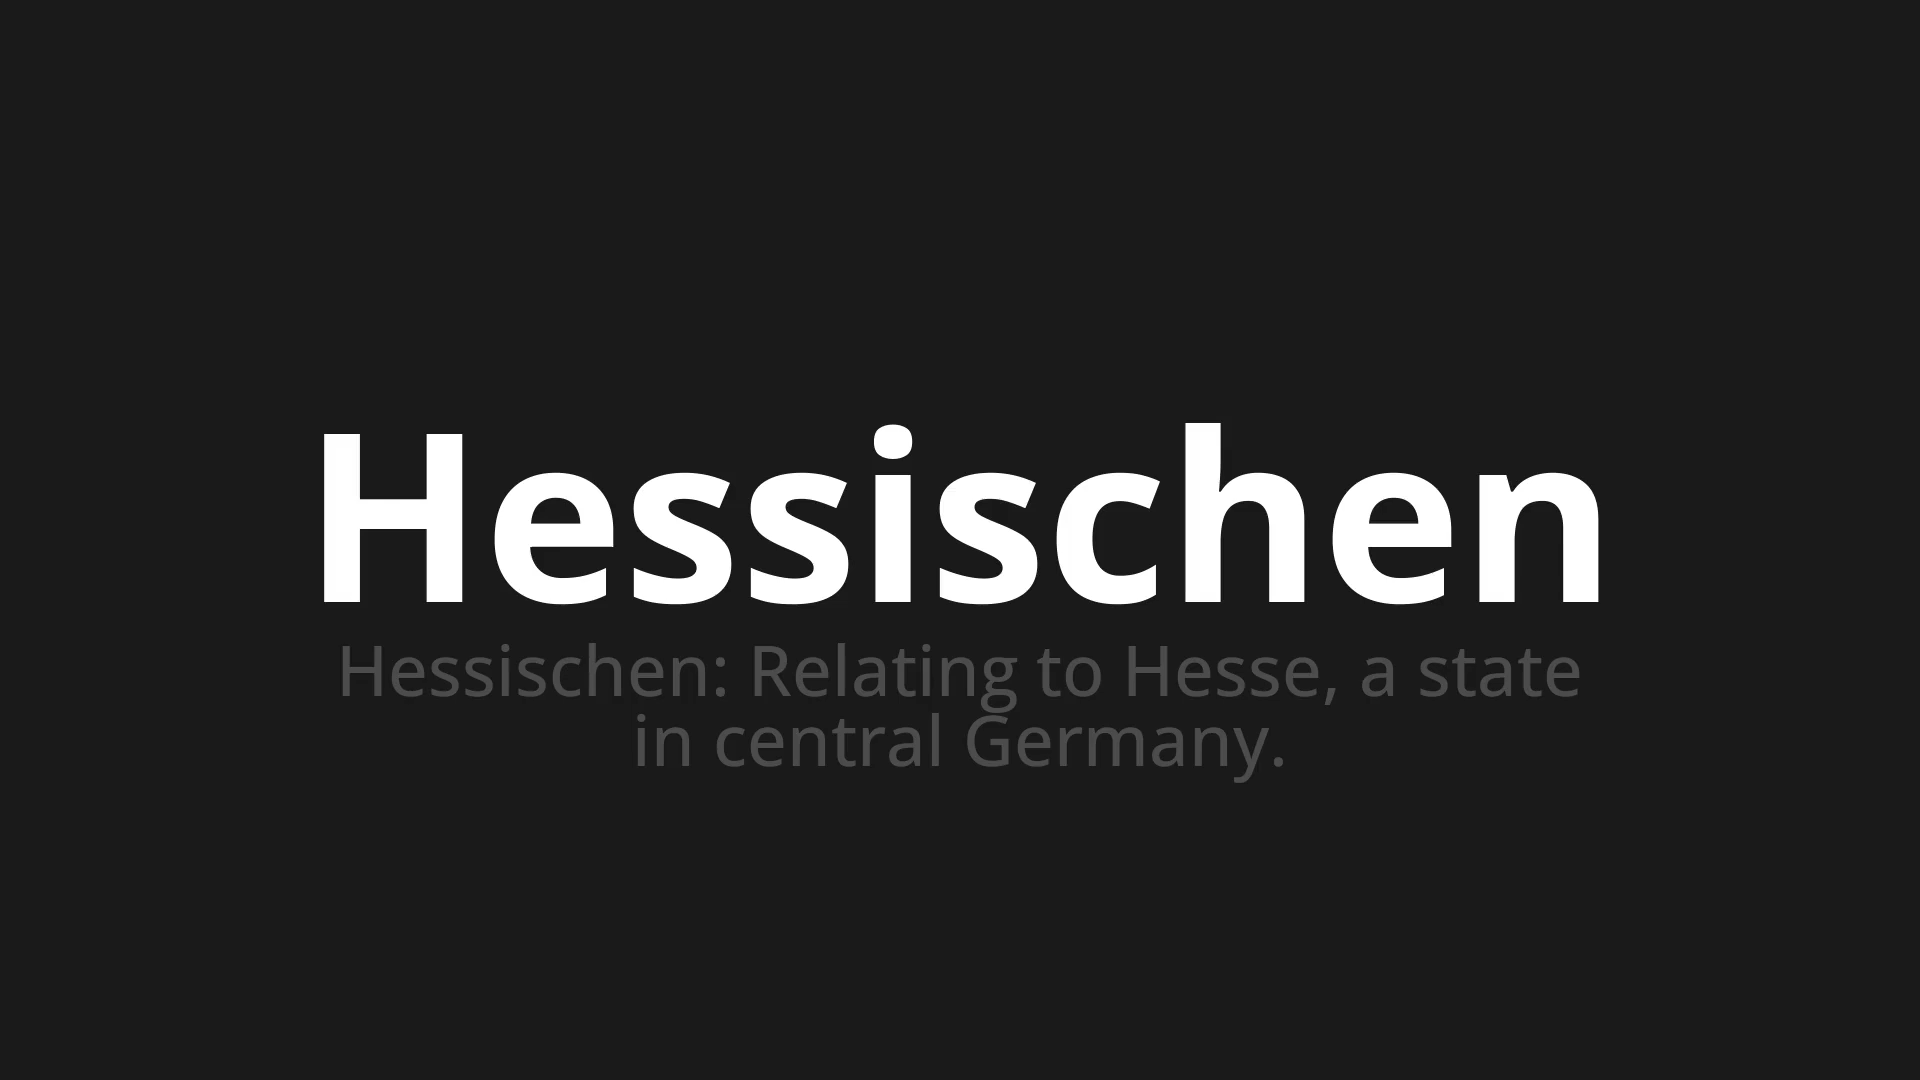 Hessischen
Hessischen: Relating to Hesse, a state
in central Germany.